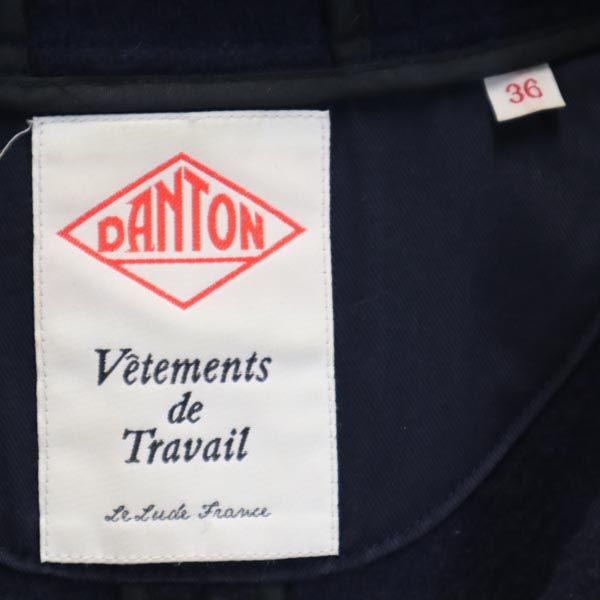 36
DANTON
Vêtements
de
Travail
Le Lude France